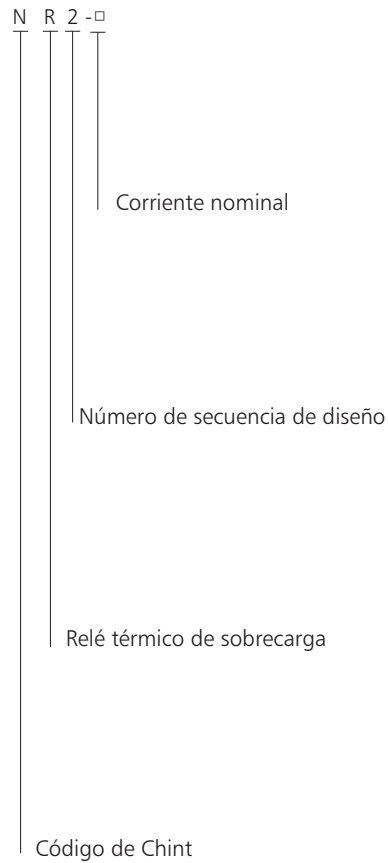 N R 2 -□
Corriente nominal
Número de secuencia de diseño
Relé térmico de sobrecarga
Código de Chint